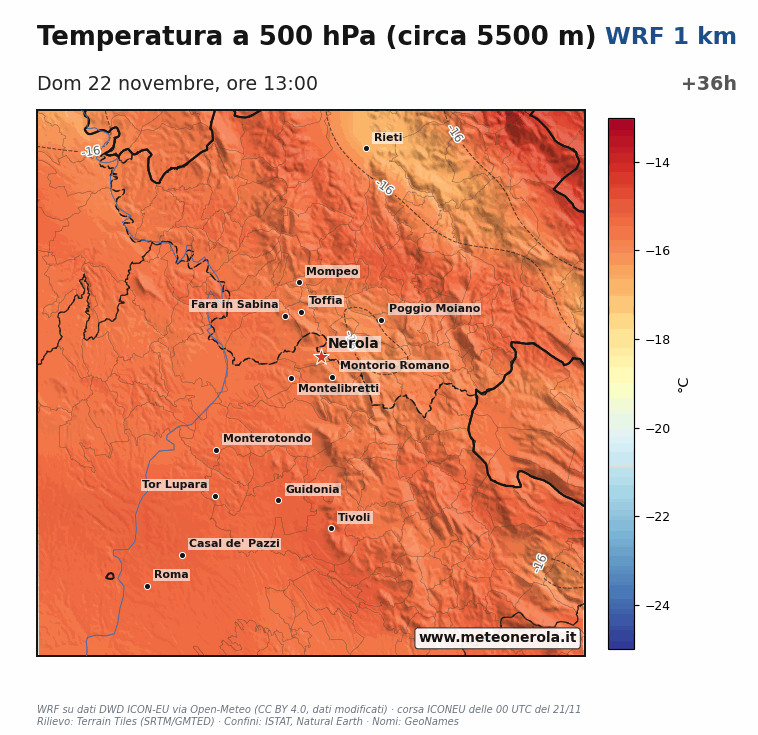 Temperatura a 500 hPa (circa 5500 m) WRF 1 km
Dom 22 novembre, ore 13:00 +36h
Rieti
-16
-16
-16
−14
−16
−18
−20
−22
−24
°C
Mompeo
Fara in Sabina
Toffia
Poggio Moiano
Nerola
Montorio Romano
Montelibretti
Monterotondo
Tor Lupara
Guidonia
Tivoli
Casal de' Pazzi
Roma
-16
www.meteonerola.it
WRF su dati DWD ICON-EU via Open-Meteo (CC BY 4.0, dati modificati) · corsa ICONEU delle 00 UTC del 21/11
Rilievo: Terrain Tiles (SRTM/GMTED) · Confini: ISTAT, Natural Earth · Nomi: GeoNames